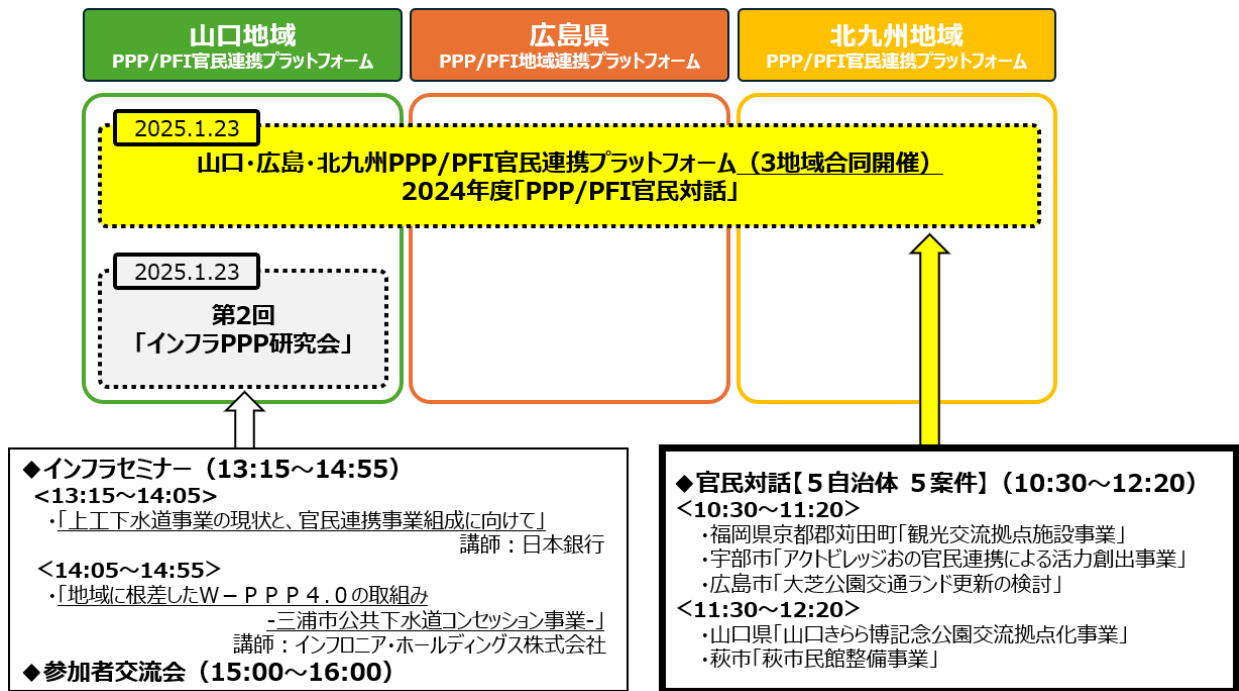 山口地域
PPP/PFI官民連携プラットフォーム
広島県
PPP/PFI地域連携プラットフォーム
北九州地域
PPP/PFI官民連携プラットフォーム
2025.1.23
山口・広島・北九州PPP/PFI官民連携プラットフォーム（3地域合同開催）
2024年度「PPP/PFI官民対話」
2025.1.23
第2回
「インフラPPP研究会」
◆インフラセミナー（13:15～14:55）
<13:15～14:05>
・「上工下水道事業の現状と、官民連携事業組成に向けて」
講師：日本銀行
<14:05～14:55>
・「地域に根差したＷ－ＰＰＰ４.０の取組み
-三浦市公共下水道コンセッション事業-」
講師：インフロニア・ホールディングス株式会社
◆参加者交流会（15:00～16:00）
◆官民対話【５自治体 ５案件】（10:30～12:20）
<10:30～11:20>
・福岡県京都郡苅田町「観光交流拠点施設事業」
・宇部市「アクトビレッジおの官民連携による活力創出事業」
・広島市「大芝公園交通ランド更新の検討」
<11:30～12:20>
・山口県「山口きらら博記念公園交流拠点化事業」
・萩市「萩市民館整備事業」